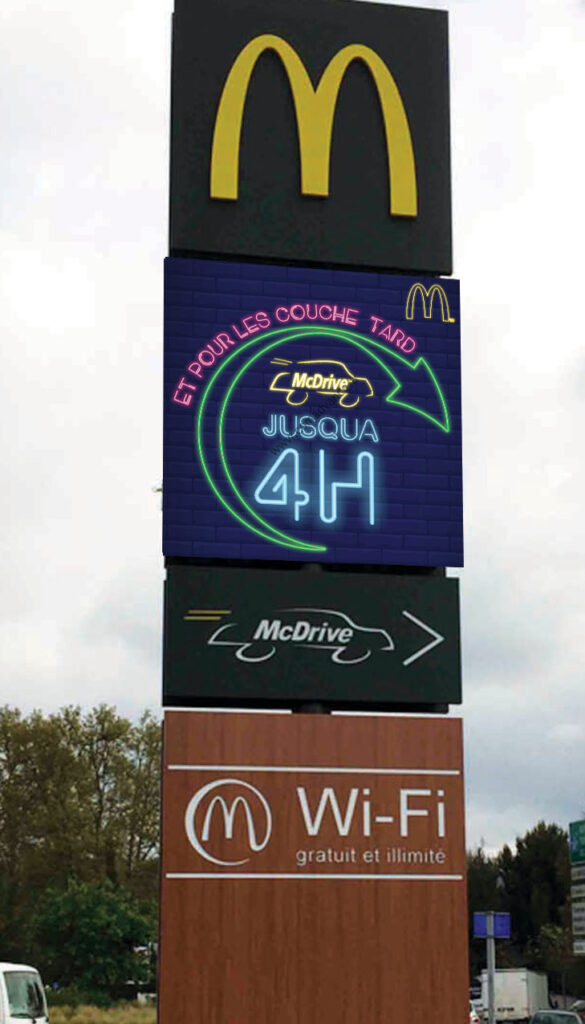 M
ET POUR LES COUCHE TARD
M
McDrive
JUSQUA
4H
McDrive
M
Wi-Fi
gratuit et illimité